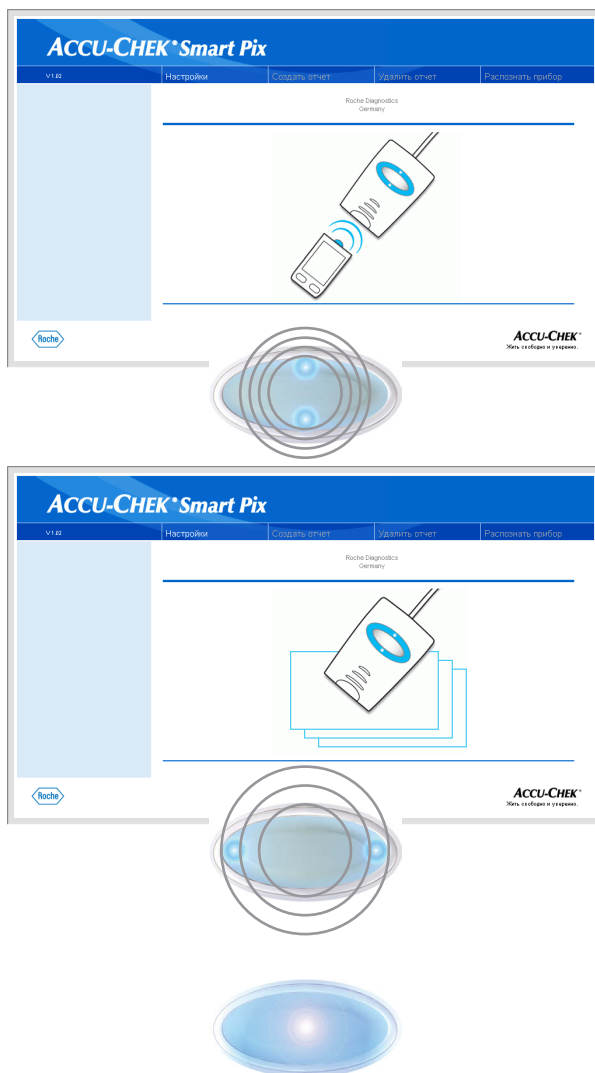 ACCU-CHEK® Smart Pix
V 1.02 Настройки Создать отчет Удалить отчет Распознать прибор
Roche Diagnostics
Germany
Roche
ACCU-CHEK®
Жить свободно и уверенно.
ACCU-CHEK® Smart Pix
V 1.02 Настройки Создать отчет Удалить отчет Распознать прибор
Roche Diagnostics
Germany
Roche
ACCU-CHEK®
Жить свободно и уверенно.